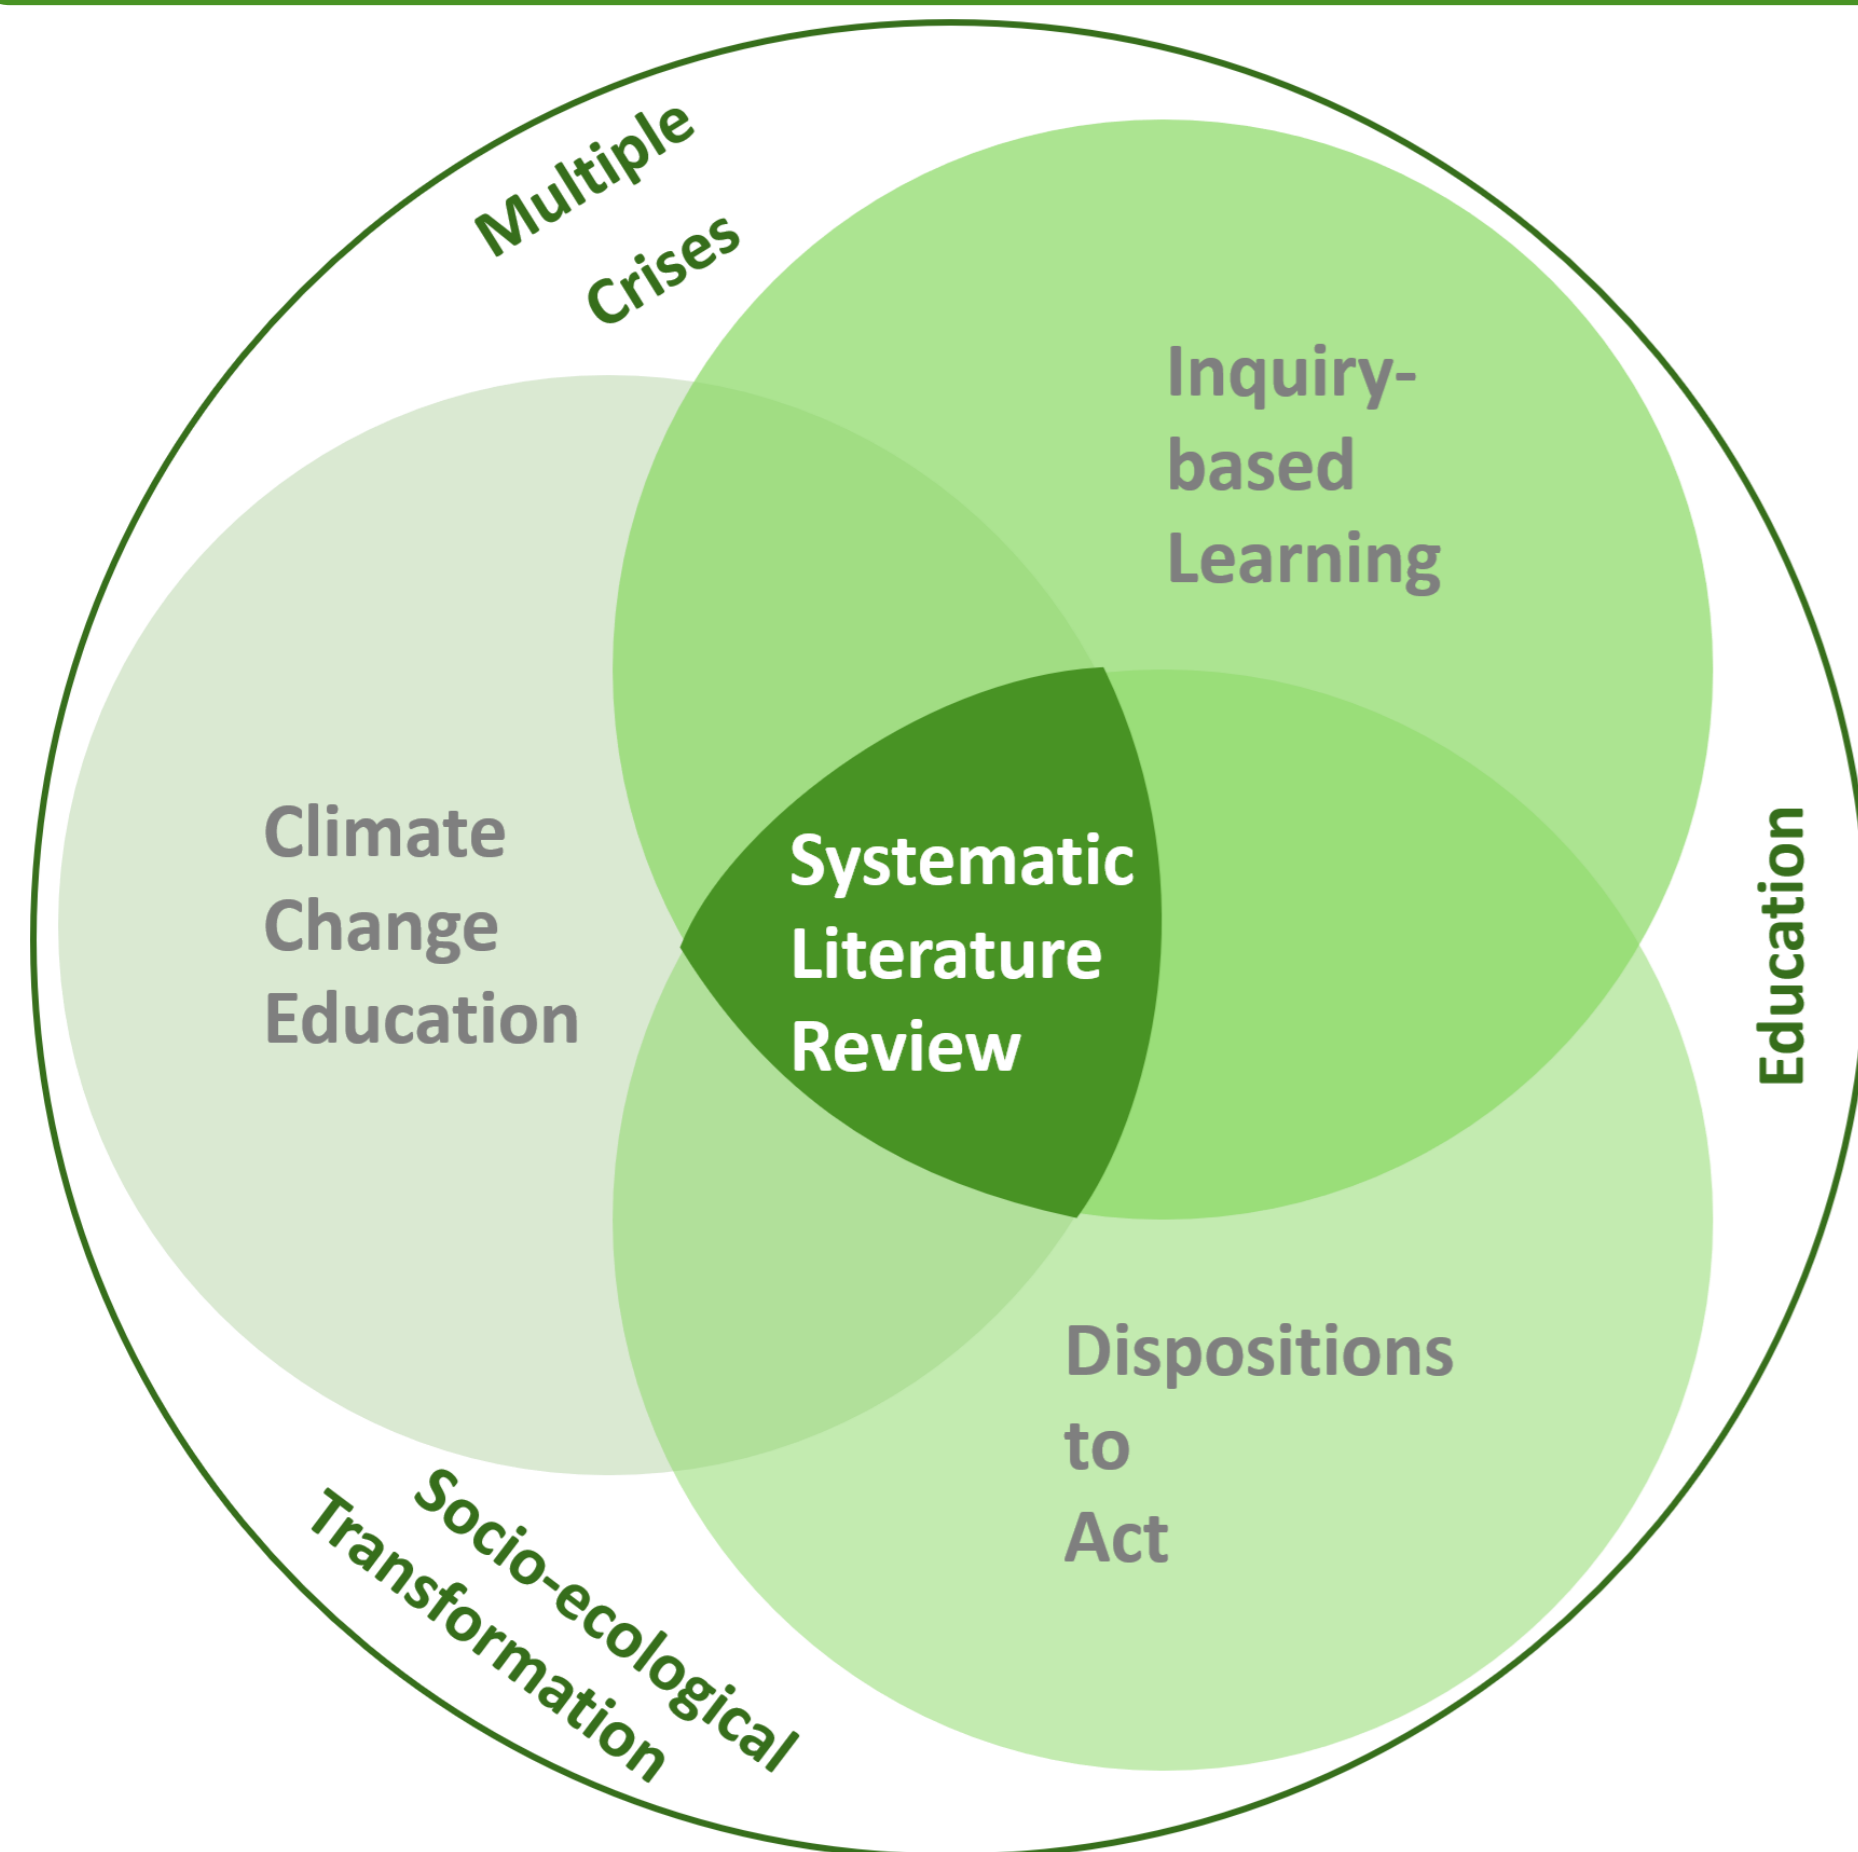 Multiple
Crises
Inquiry-
based
Learning
Climate
Change
Education
Systematic
Literature
Review
Education
Dispositions
to
Act
Socio-ecological
Transformation